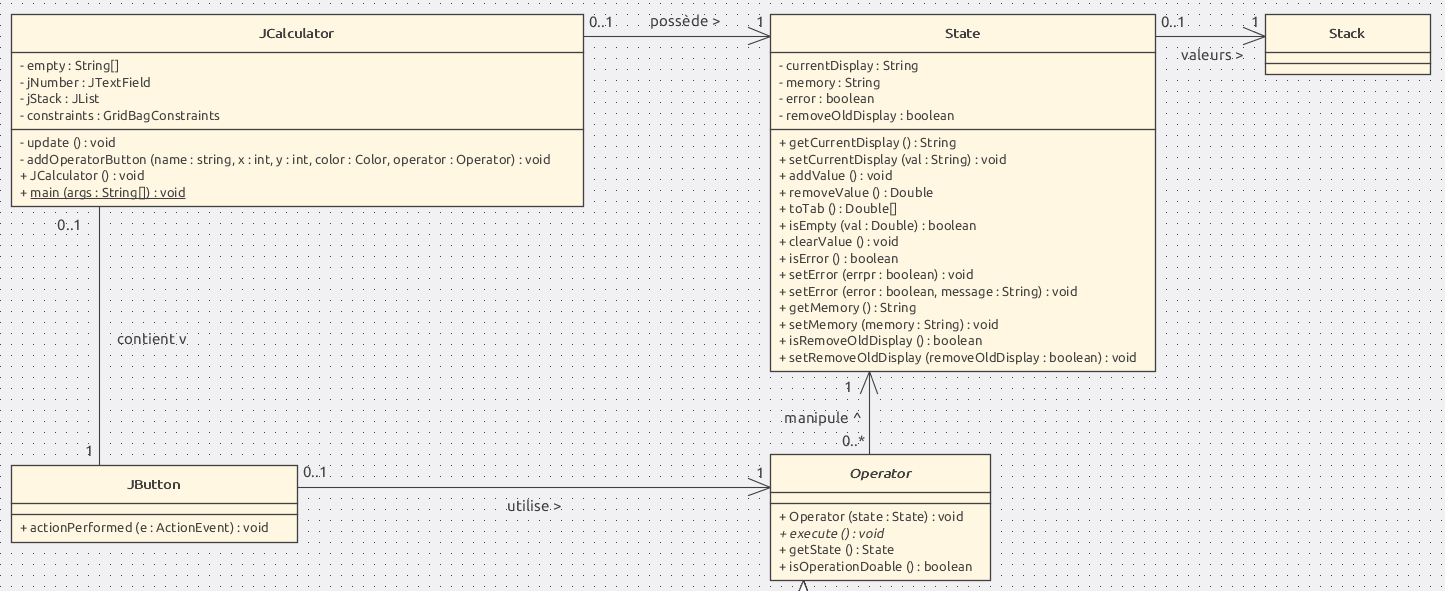 JCalculator
- empty : String[]
- jNumber : JTextField
- jStack : JList
- constraints : GridBagConstraints
- update () : void
- addOperatorButton (name : string, x : int, y : int, color : Color, operator : Operator) : void
+ JCalculator () : void
+ main (args : String[]) : void
0..1
possède >
1
State
- currentDisplay : String
- memory : String
- error : boolean
- removeOldDisplay : boolean
+ getCurrentDisplay () : String
+ setCurrentDisplay (val : String) : void
+ addValue () : void
+ removeValue () : Double
+ toTab () : Double[]
+ isEmpty (val : Double) : boolean
+ clearValue () : void
+ isError () : boolean
+ setError (errpr : boolean) : void
+ setError (error : boolean, message : String) : void
+ getMemory () : String
+ setMemory (memory : String) : void
+ isRemoveOldDisplay () : boolean
+ setRemoveOldDisplay (removeOldDisplay : boolean) : void
0..1
1
valeurs >
Stack
0..1
contient v
1
1
manipule ^
0..*
JButton
+ actionPerformed (e : ActionEvent) : void
0..1
utilise >
1
Operator
+ Operator (state : State) : void
+ execute () : void
+ getState () : State
+ isOperationDoable () : boolean